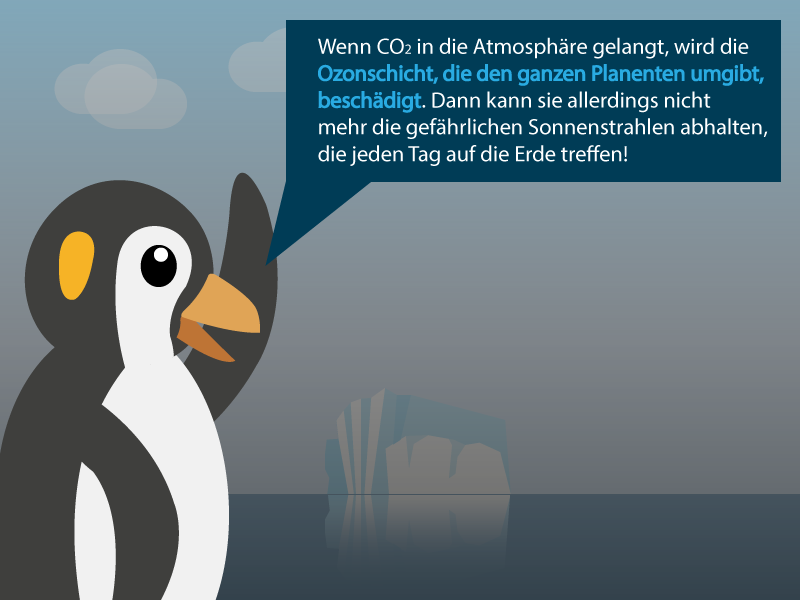 Wenn CO₂ in die Atmosphäre gelangt, wird die
Ozonschicht, die den ganzen Planenten umgibt,
beschädigt. Dann kann sie allerdings nicht
mehr die gefährlichen Sonnenstrahlen abhalten,
die jeden Tag auf die Erde treffen!